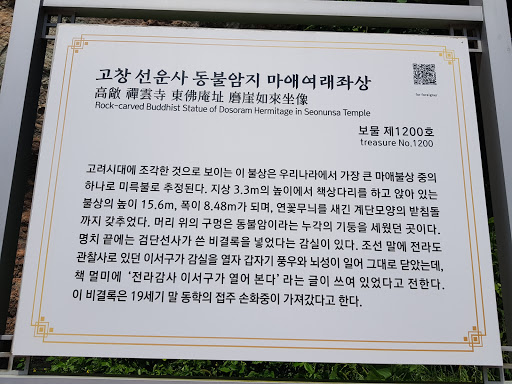 고창 선운사 동불암지 마애여래좌상
高敞 禪雲寺 東佛庵址 磨崖如來坐像
Rock-carved Buddhist Statue of Dosoram Hermitage in Seonunsa Temple
보물 제1200호
treasure No.1200
고려시대에 조각한 것으로 보이는 이 불상은 우리나라에서 가장 큰 마애불상 중의
하나로 미륵불로 추정된다. 지상 3.3m의 높이에서 책상다리를 하고 앉아 있는
불상의 높이 15.6m, 폭이 8.48m가 되며, 연꽃무늬를 새긴 계단모양의 받침돌
까지 갖추었다. 머리 위의 구멍은 동불암이라는 누각의 기둥을 세웠던 곳이다.
명치 끝에는 검단선사가 쓴 비결록을 넣었다는 감실이 있다. 조선 말에 전라도
관찰사로 있던 이서구가 감실을 열자 갑자기 풍우와 뇌성이 일어 그대로 닫았는데,
책 첫머리에 ‘전라감사 이서구가 열어 본다’ 라는 글이 쓰여 있었다고 전한다.
이 비결록은 19세기 말 동학의 접주 손화중이 가져갔다고 한다.